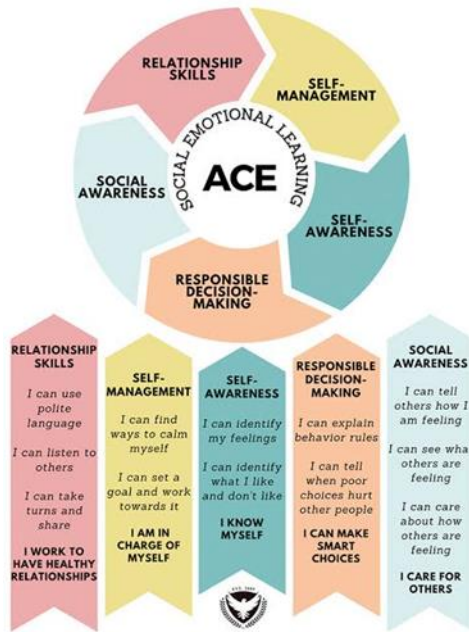 RELATIONSHIP
SKILLS
SELF-
MANAGEMENT
SOCIAL
AWARENESS
SOCIAL EMOTIONAL LEARNING
ACE
SELF-
AWARENESS
RESPONSIBLE
DECISION-
MAKING
RELATIONSHIP
SKILLS
I can use
polite
language
I can listen to
others
I can take
turns and
share
I WORK TO
HAVE HEALTHY
RELATIONSHIPS
SELF-
MANAGEMENT
I can find
ways to calm
myself
I can set a
goal and work
towards it
I AM IN
CHARGE OF
MYSELF
SELF-
AWARENESS
I can identify
my feelings
I can identify
what I like
and don't like
I KNOW
MYSELF
RESPONSIBLE
DECISION-
MAKING
I can explain
behavior rules
I can tell
when poor
choices hurt
other people
I CAN MAKE
SMART
CHOICES
SOCIAL
AWARENESS
I can tell
others how I
am feeling
I can see what
others are
feeling
I can care
about how
others are
feeling
I CARE FOR
OTHERS